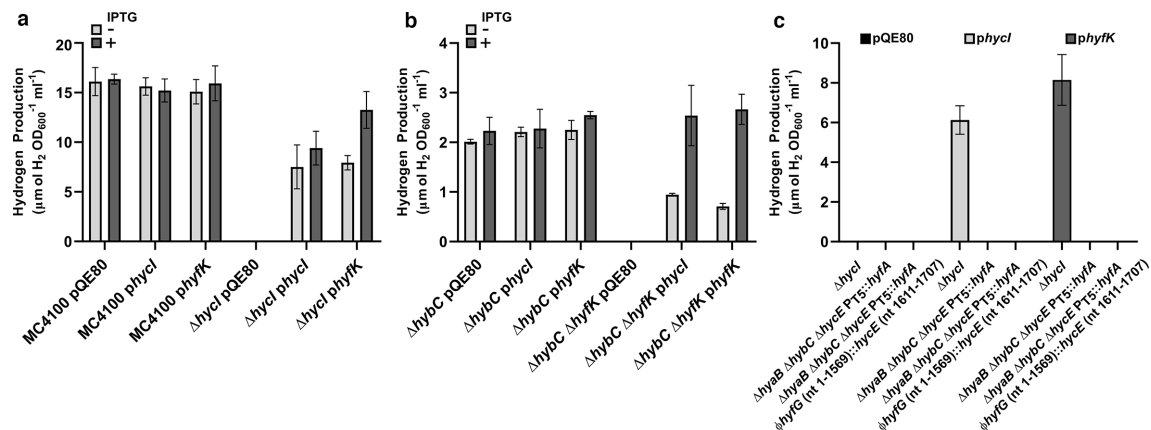 a
IPTG
-
+
Hydrogen Production
(µm ol H2 OD600-1 ml-1)
20
15
10
5
0
MC4100 pQE80
MC4100 phycI
MC4100 phyfK
ΔhycI pQE80
ΔhycI phycI
ΔhycI phyfK
b
IPTG
-
+
Hydrogen Production
(µm ol H2 OD600-1 ml-1)
4
3
2
1
0
ΔhybC pQE80
ΔhybC phycI
ΔhybC phyfK
ΔhybC ΔhyfK pQE80
ΔhybC ΔhyfK phycI
ΔhybC ΔhyfK phyfK
c
pQE80
phycI
phyfK
Hydrogen Production
(µm ol H2 OD600-1 ml-1)
10
8
6
4
2
0
ΔhycI
ΔhyaB ΔhybC ΔhycE PT5::hyfA
ΔhyaB ΔhybC ΔhycE PT5::hyfA
ϕhyfG (nt 1-1569)::hycE (nt 1611-1707)
ΔhycI
ΔhyaB ΔhybC ΔhycE PT5::hyfA
ΔhyaB ΔhybC ΔhycE PT5::hyfA
ϕhyfG (nt 1-1569)::hycE (nt 1611-1707)
ΔhycI
ΔhyaB ΔhybC ΔhycE PT5::hyfA
ΔhyaB ΔhybC ΔhycE PT5::hyfA
ϕhyfG (nt 1-1569)::hycE (nt 1611-1707)